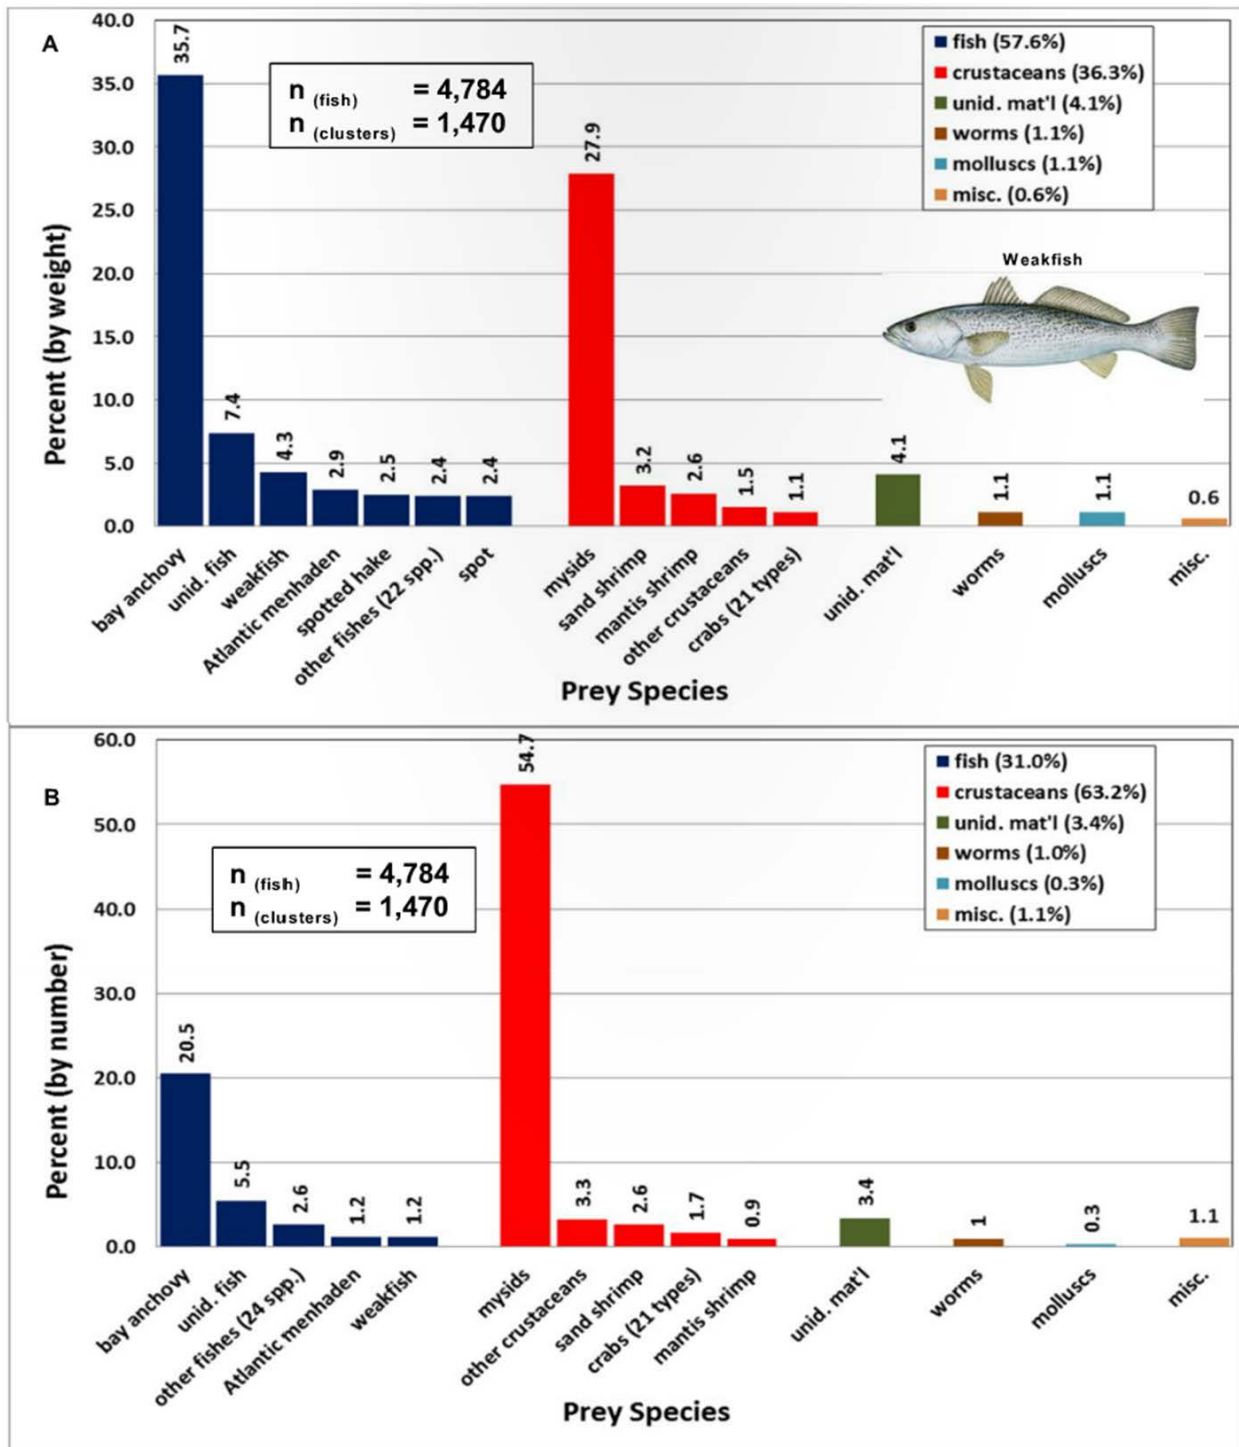 A
40.0
35.0
30.0
25.0
20.0
15.0
10.0
5.0
0.0
Percent (by weight)
n (fish) = 4,784
n (clusters) = 1,470
fish (57.6%)
crustaceans (36.3%)
unid. mat'l (4.1%)
worms (1.1%)
molluscs (1.1%)
misc. (0.6%)
Weakfish
35.7
7.4
4.3
2.9
2.5
2.4
2.4
27.9
3.2
2.6
1.5
1.1
4.1
1.1
1.1
0.6
bay anchovy
unid. fish
weakfish
Atlantic menhaden
spotted hake
other fishes (22 spp.)
spot
mysids
sand shrimp
mantis shrimp
other crustaceans
crabs (21 types)
unid. mat'l
worms
molluscs
misc.
Prey Species
B
60.0
50.0
40.0
30.0
20.0
10.0
0.0
Percent (by number)
n (fish) = 4,784
n (clusters) = 1,470
fish (31.0%)
crustaceans (63.2%)
unid. mat'l (3.4%)
worms (1.0%)
molluscs (0.3%)
misc. (1.1%)
20.5
5.5
2.6
1.2
1.2
54.7
3.3
2.6
1.7
0.9
3.4
1
0.3
1.1
bay anchovy
unid. fish
other fishes (24 spp.)
Atlantic menhaden
weakfish
mysids
other crustaceans
sand shrimp
crabs (21 types)
mantis shrimp
unid. mat'l
worms
molluscs
misc.
Prey Species